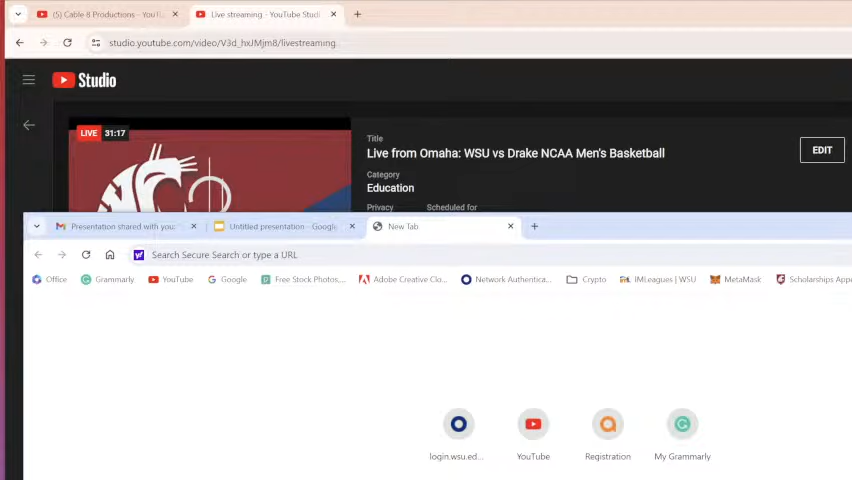 (5) Cable 8 Productions - YouTu
Live streaming - YouTube Studi
studio.youtube.com/video/V3d_hxJMjm8/livestreaming
Studio
LIVE 31:17
Title
Live from Omaha: WSU vs Drake NCAA Men's Basketball
EDIT
Category
Education
Privacy Scheduled for
Presentation shared with you:
Untitled presentation - Google
New Tab
Search Secure Search or type a URL
Office Grammarly YouTube Google Free Stock Photos,... Adobe Creative Clo... Network Authentica... Crypto IMLeagues | WSU MetaMask Scholarships Appe
login.wsu.ed... YouTube Registration My Grammarly